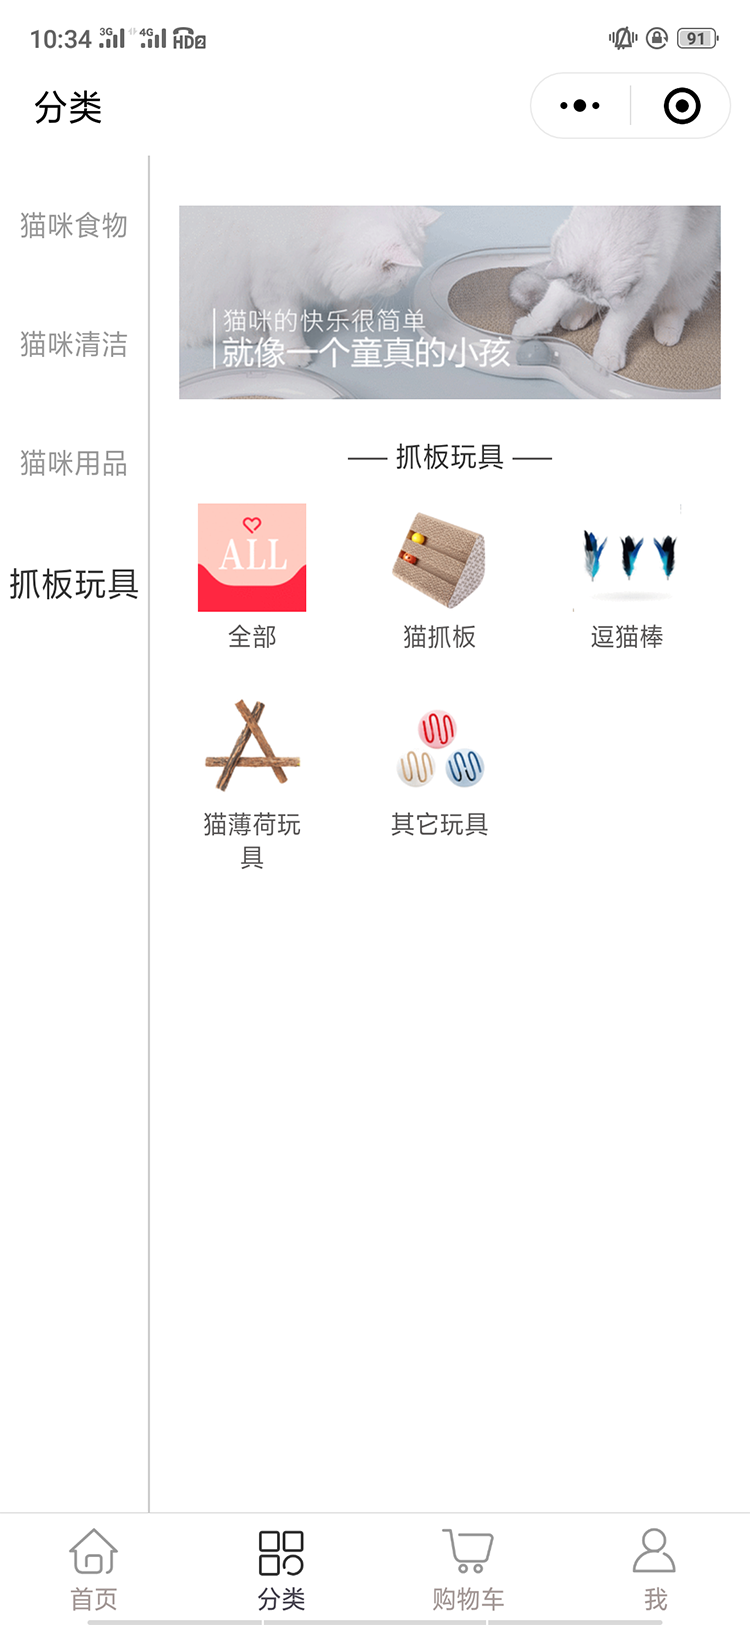 10:34 3G 4G HD2 91
分类
猫咪食物
猫咪清洁
猫咪用品
抓板玩具
猫咪的快乐很简单
就像一个童真的小孩
抓板玩具
ALL
全部
猫抓板
逗猫棒
猫薄荷玩
具
其它玩具
首页
分类
购物车
我